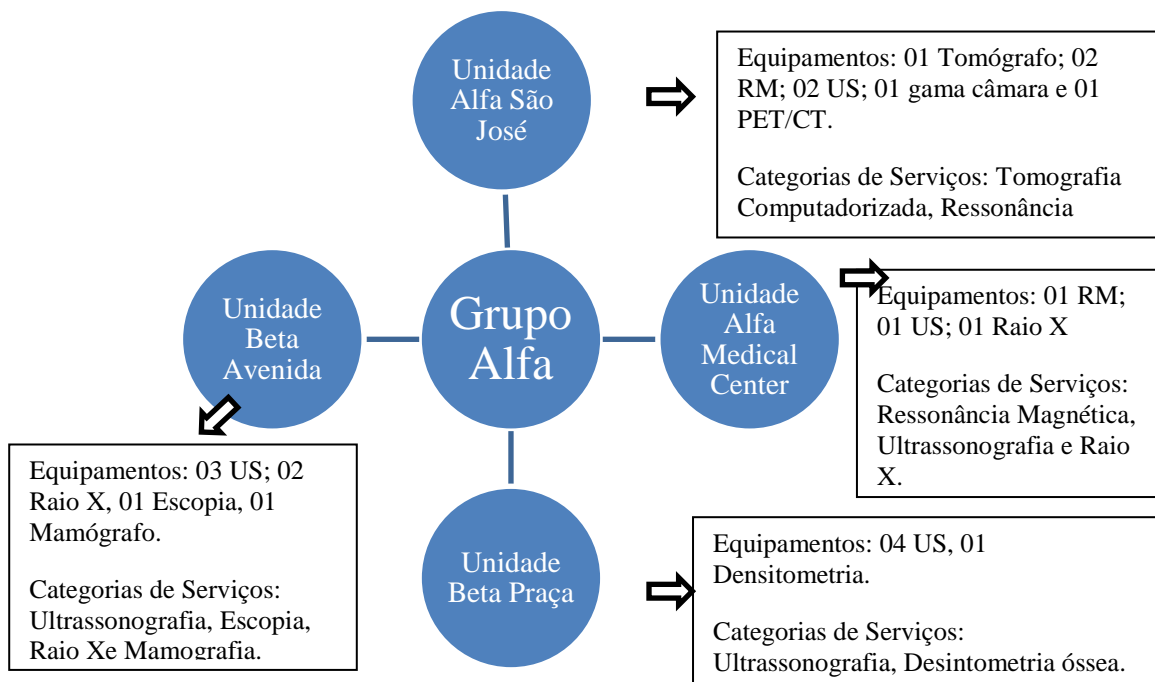 Unidade
Alfa São
José
Equipamentos: 01 Tomógrafo; 02
RM; 02 US; 01 gama câmara e 01
PET/CT.
Categorias de Serviços: Tomografia
Computadorizada, Ressonância
Unidade
Beta
Avenida
Grupo
Alfa
Unidade
Alfa
Medical
Center
Equipamentos: 01 RM;
01 US; 01 Raio X
Categorias de Serviços:
Ressonância Magnética,
Ultrassonografia e Raio
X.
Equipamentos: 03 US; 02
Raio X, 01 Escopia, 01
Mamógrafo.
Categorias de Serviços:
Ultrassonografia, Escopia,
Raio Xe Mamografia.
Unidade
Beta Praça
Equipamentos: 04 US, 01
Densitometria.
Categorias de Serviços:
Ultrassonografia, Desintometria óssea.